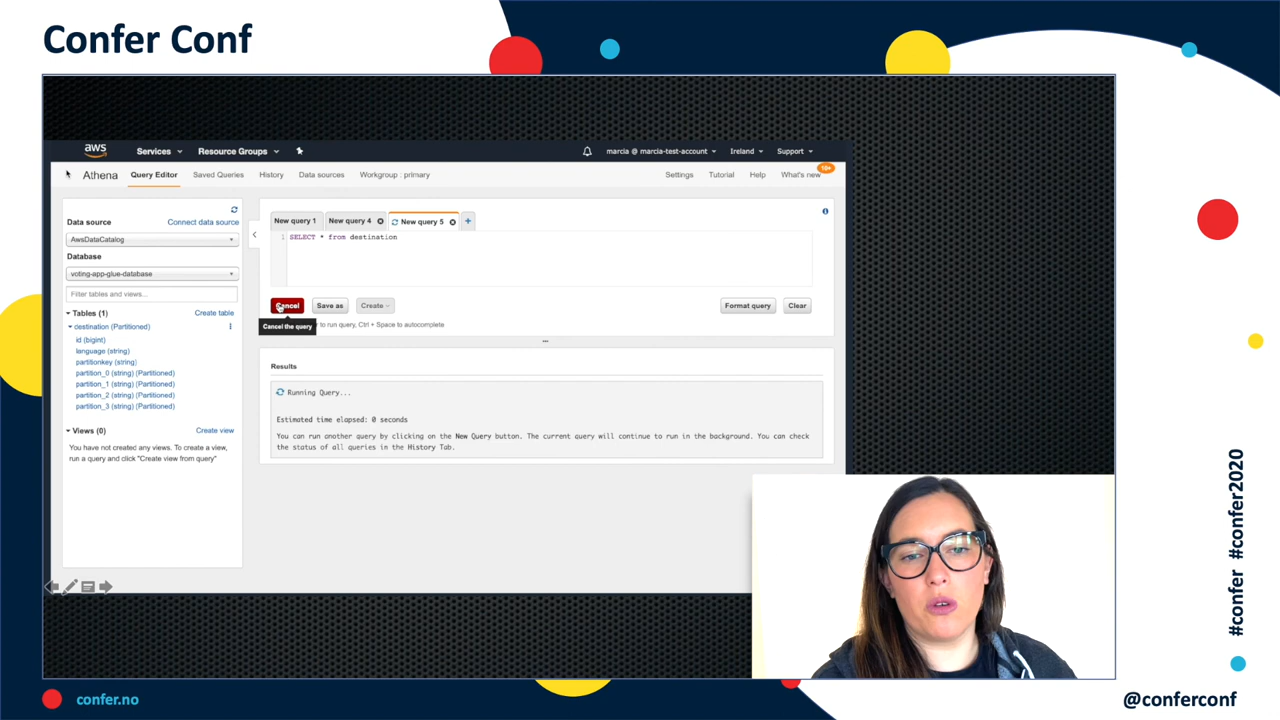 Confer Conf
aws
Services
Resource Groups
marcia @ marcia-test-account
Ireland
Support
Athena
Query Editor
Saved Queries
History
Data sources
Workgroup : primary
Settings
Tutorial
Help
What's new
Data source
Connect data source
AwsDataCatalog
Database
voting-app-glue-database
Filter tables and views...
Tables (1)
Create table
destination (Partitioned)
id (bigint)
language (string)
partitionkey (string)
partition_0 (string) (Partitioned)
partition_1 (string) (Partitioned)
partition_2 (string) (Partitioned)
partition_3 (string) (Partitioned)
Views (0)
Create view
You have not created any views. To create a view,
run a query and click "Create view from query"
New query 1
New query 4
New query 5
+
1 SELECT * from destination
Cancel
Save as
Create
Format query
Clear
Cancel the query
to run query, Ctrl + Space to autocomplete
Results
Running Query...
Estimated time elapsed: 0 seconds
You can run another query by clicking on the New Query button. The current query will continue to run in the background. You can check
the status of all queries in the History Tab.
#confer #confer2020
confer.no
@conferconf